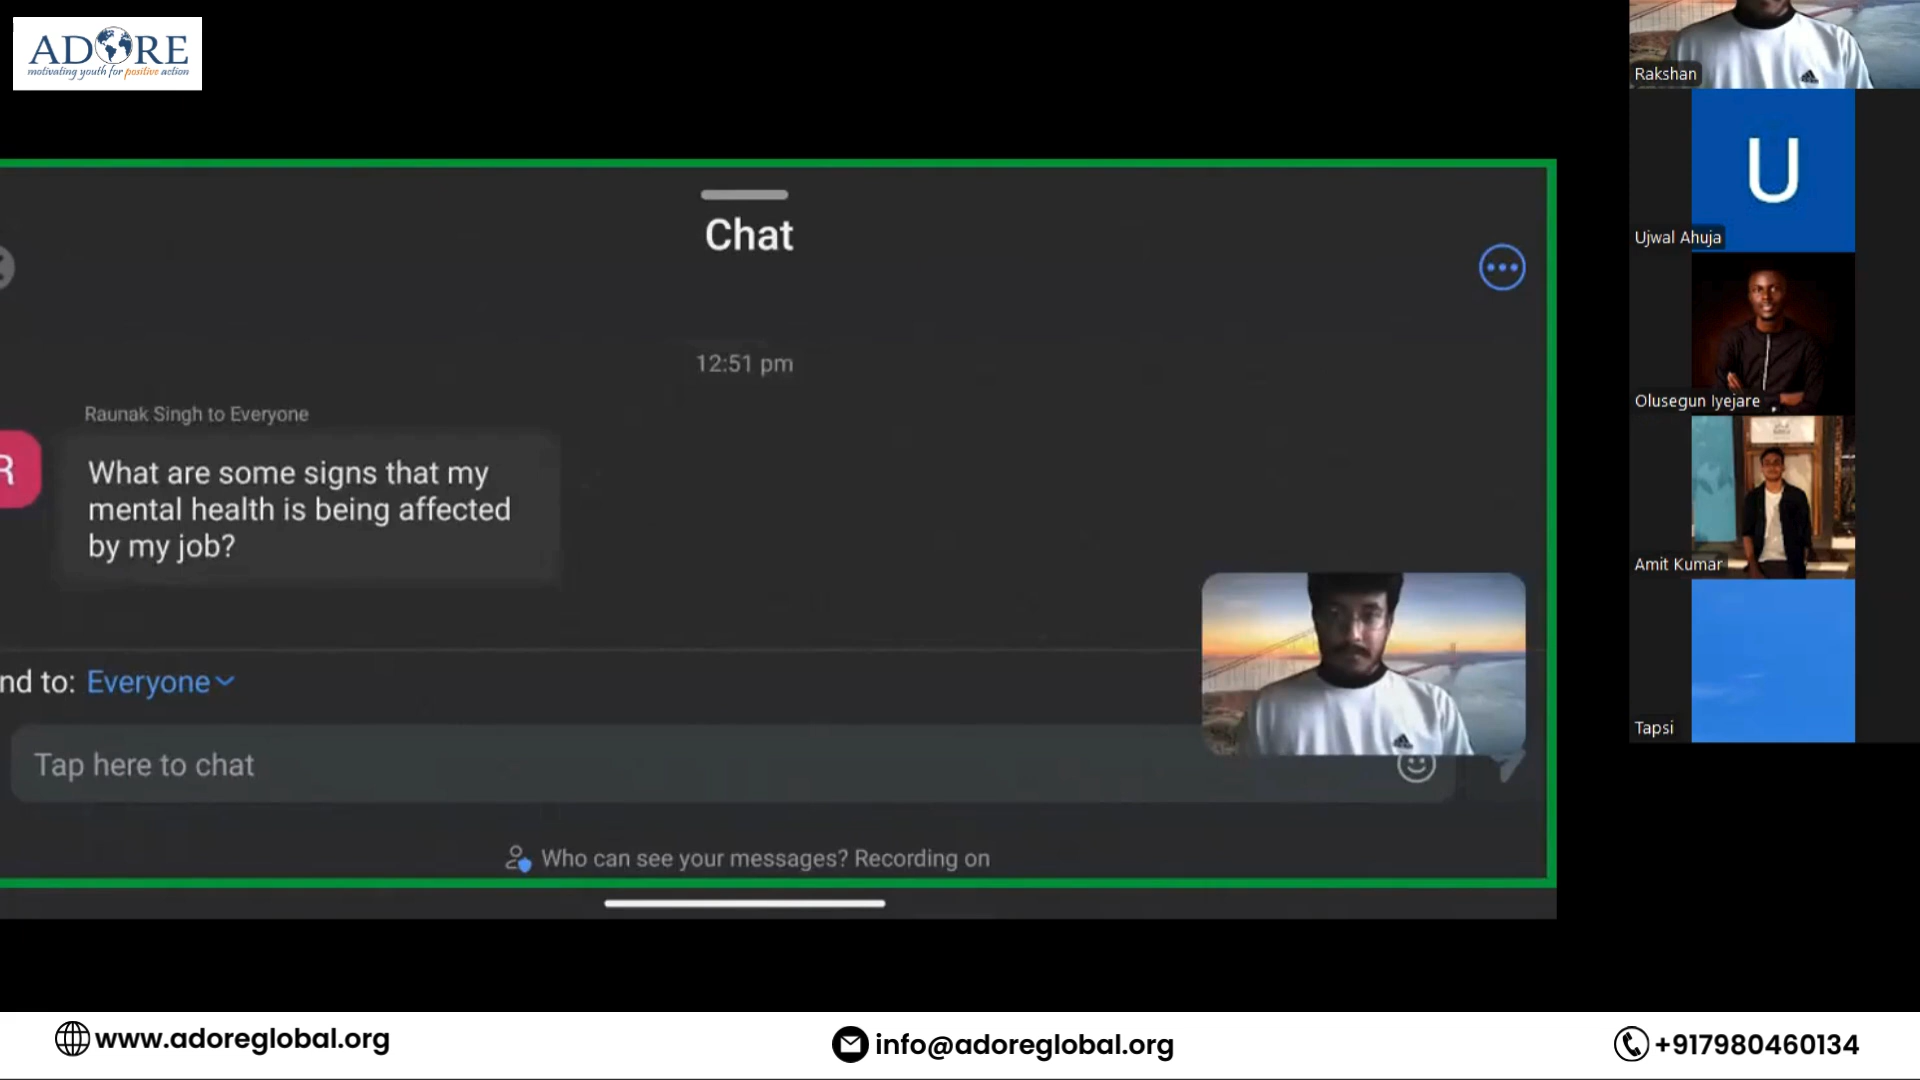 ADORE
motivating youth for positive action
Chat
12:51 pm
Raunak Singh to Everyone
R
What are some signs that my
mental health is being affected
by my job?
nd to: Everyone
Tap here to chat
Who can see your messages? Recording on
Rakshan
U
Ujwal Ahuja
Olusegun Iyejare
Amit Kumar
Tapsi
www.adoreglobal.org
info@adoreglobal.org
+917980460134